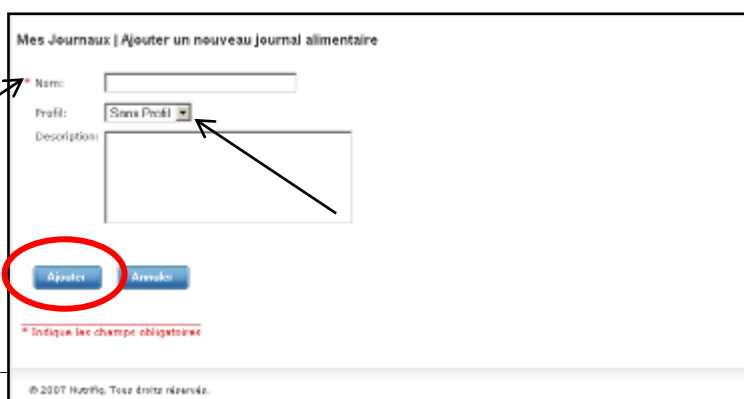 Mes Journaux | Ajouter un nouveau journal alimentaire
* Nom:
Profil: Sans Profil
Description:
Ajouter Annuler
* Indique les champs obligatoires
© 2007 Nutrifiq. Tous droits réservés.